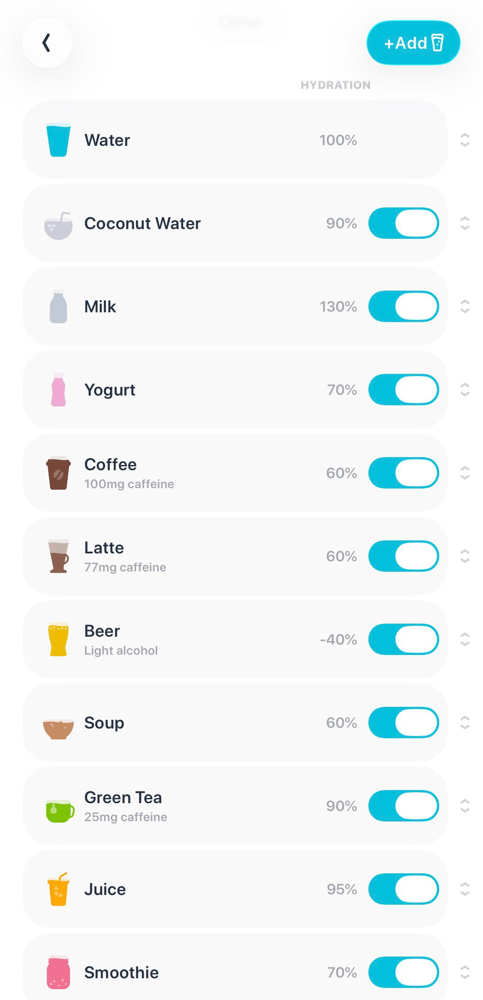 +Add
HYDRATION
Water
100%
Coconut Water
90%
Milk
130%
Yogurt
70%
Coffee
100mg caffeine
60%
Latte
77mg caffeine
60%
Beer
Light alcohol
-40%
Soup
60%
Green Tea
25mg caffeine
90%
Juice
95%
Smoothie
70%